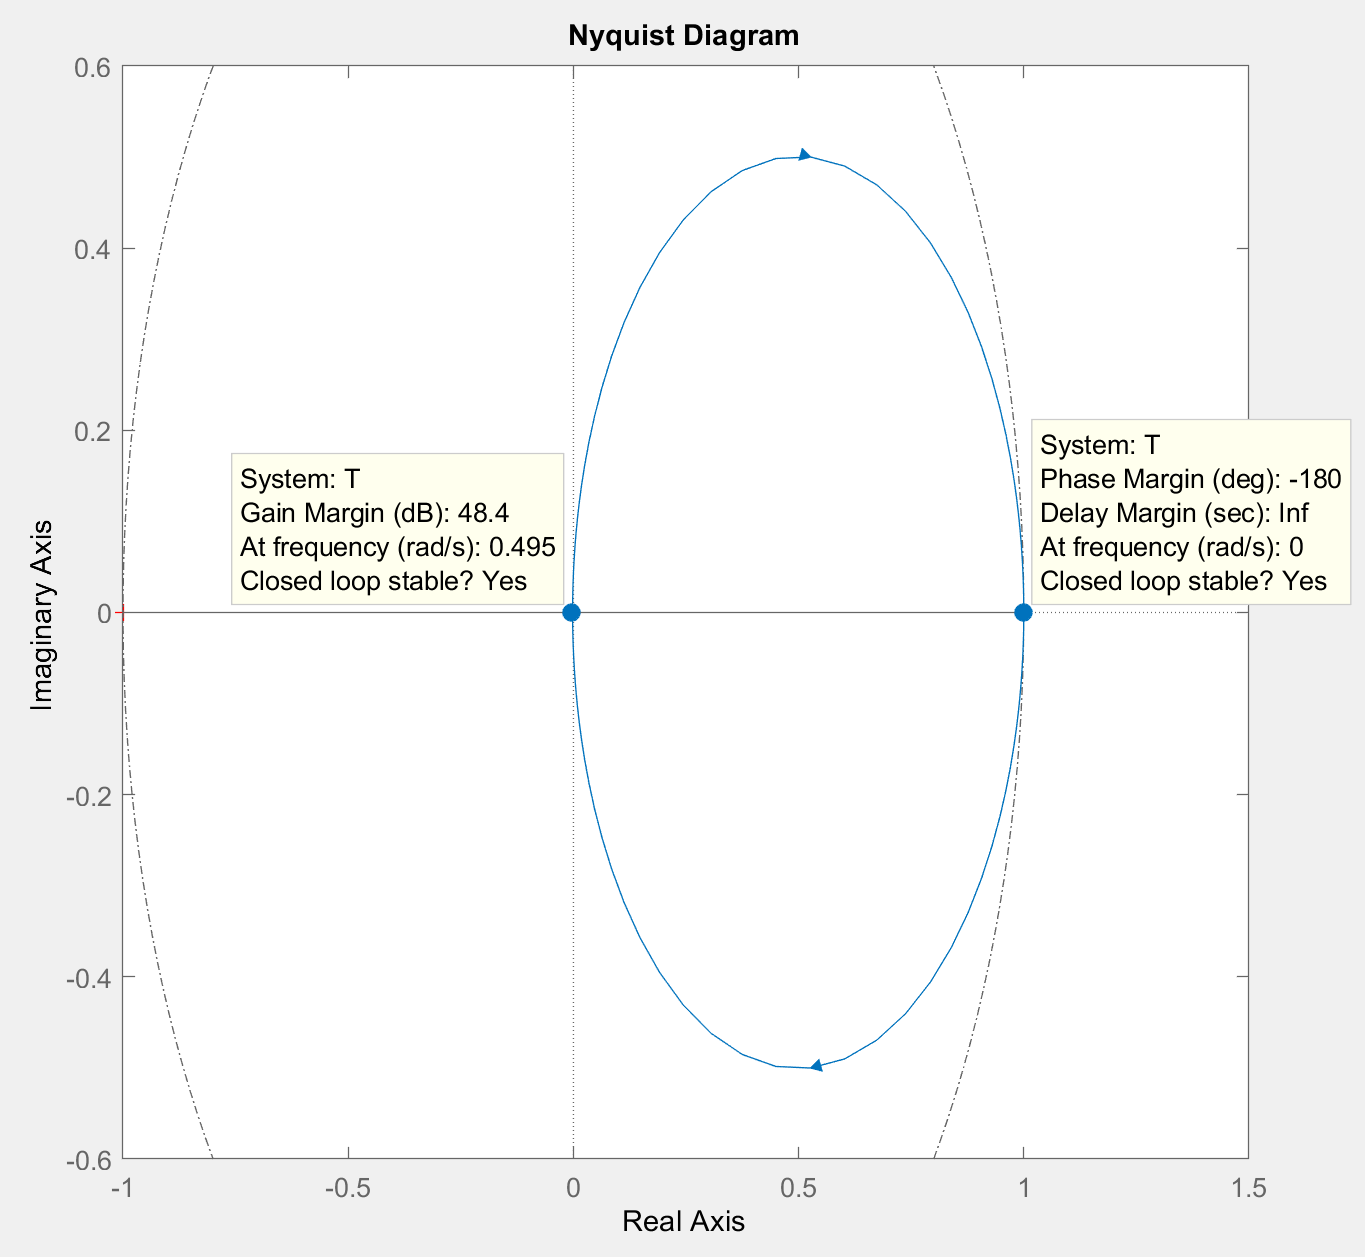 Nyquist Diagram
0.6
0.4
0.2
0
-0.2
-0.4
-0.6
Imaginary Axis
System: T
Gain Margin (dB): 48.4
At frequency (rad/s): 0.495
Closed loop stable? Yes
System: T
Phase Margin (deg): -180
Delay Margin (sec): Inf
At frequency (rad/s): 0
Closed loop stable? Yes
-1
-0.5
0
0.5
1
1.5
Real Axis